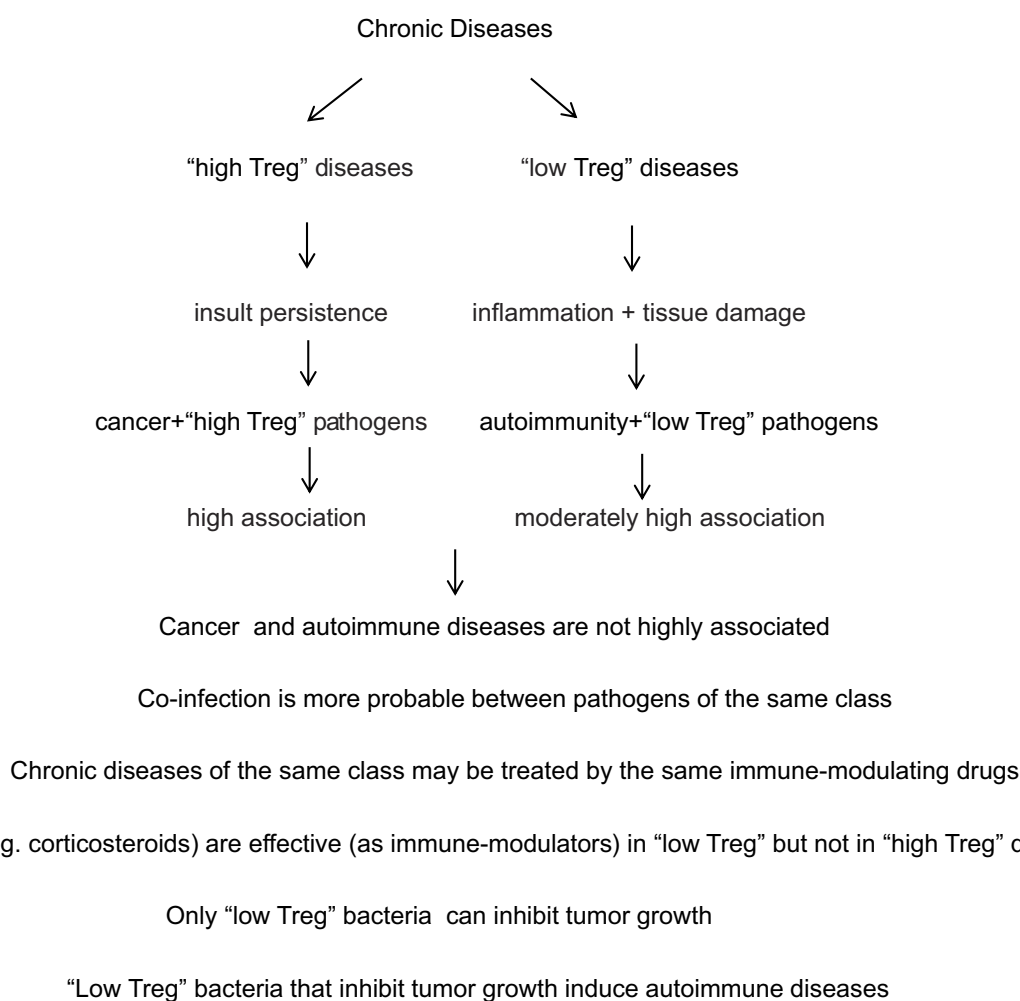 Chronic Diseases
“high Treg” diseases “low Treg” diseases
insult persistence inflammation + tissue damage
cancer+“high Treg” pathogens autoimmunity+“low Treg” pathogens
high association moderately high association
Cancer and autoimmune diseases are not highly associated
Co-infection is more probable between pathogens of the same class
Chronic diseases of the same class may be treated by the same immune-modulating drugs
g. corticosteroids) are effective (as immune-modulators) in “low Treg” but not in “high Treg”
Only “low Treg” bacteria can inhibit tumor growth
“Low Treg” bacteria that inhibit tumor growth induce autoimmune diseases